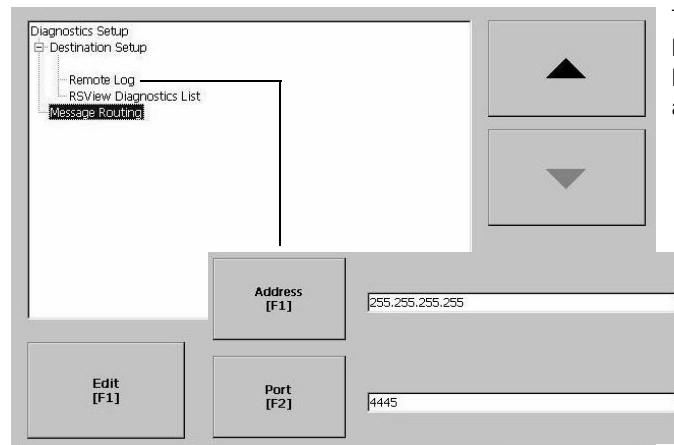 Diagnostics Setup
Destination Setup
Remote Log
RSView Diagnostics List
Message Routing
Address
[F1]
255.255.255.255
Edit
[F1]
Port
[F2]
4445